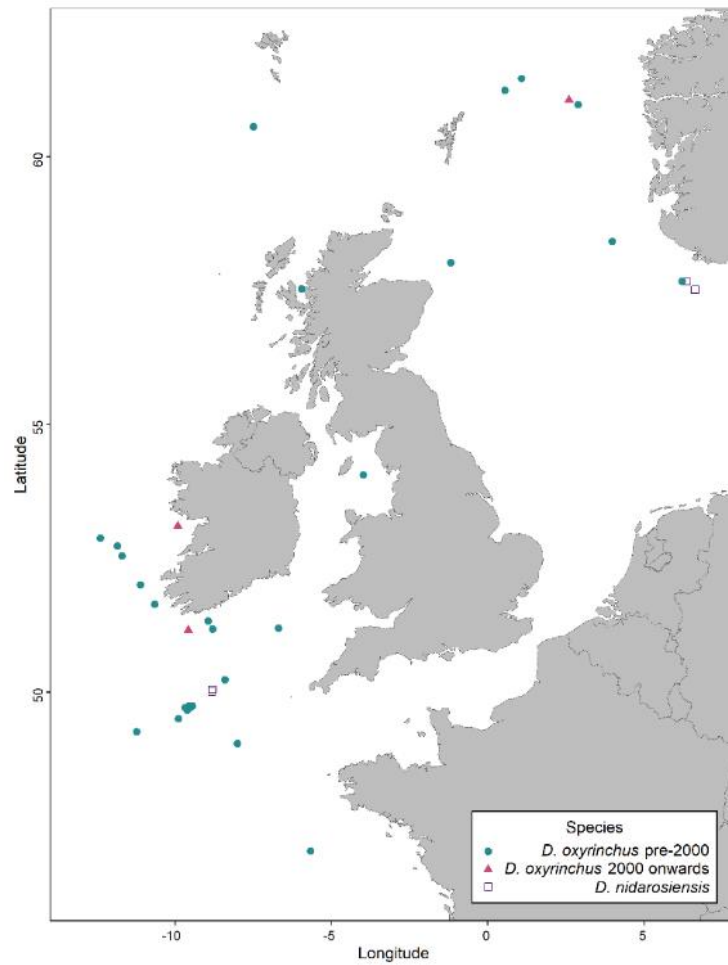 60
55
50
Latitude
-10
-5
0
5
Longitude
Species
D. oxyrinchus pre-2000
D. oxyrinchus 2000 onwards
D. nidarosiensis